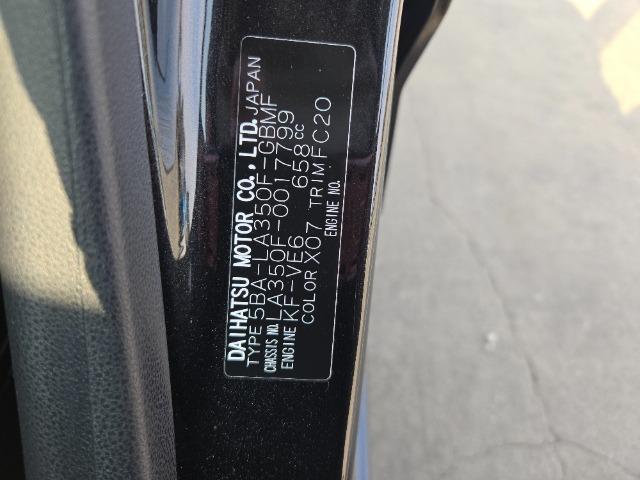 DAIHATSU MOTOR CO., LTD. JAPAN
TYPE 5BA-LA350F-GBMF
CHASSIS NO. LA350F-0017799
ENGINE KF-VE6 658cc
COLOR X07 TRIM FC20
ENGINE NO.